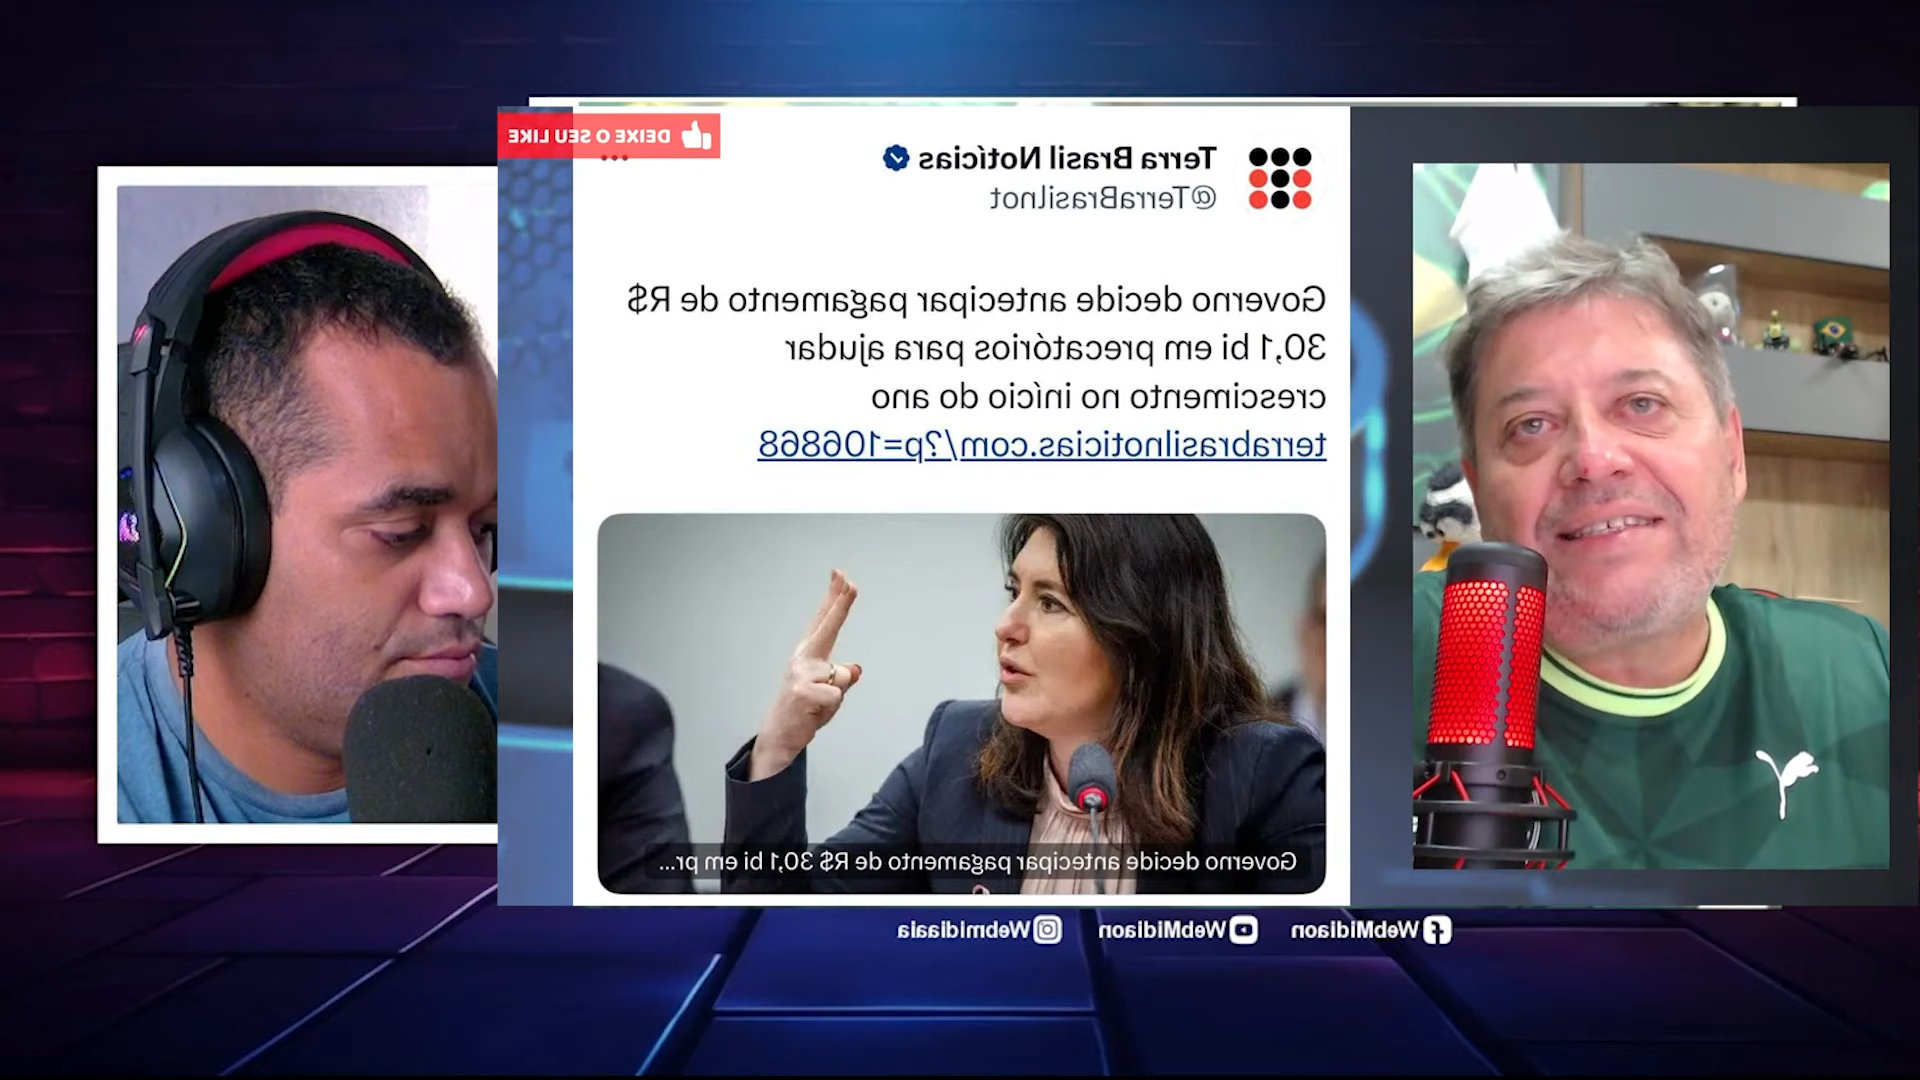 DEIXE O SEU LIKE
Terra Brasil Notícias
@TerraBrasilnot
Governo decide antecipar pagamento de R$
30,1 bi em precatórios para ajudar
crescimento no início do ano
terrabrasilnoticias.com/?p=106868
Governo decide antecipar pagamento de R$ 30,1 bi em pr...
WebMidiaon
WebMidiaon
Webmidiaaia